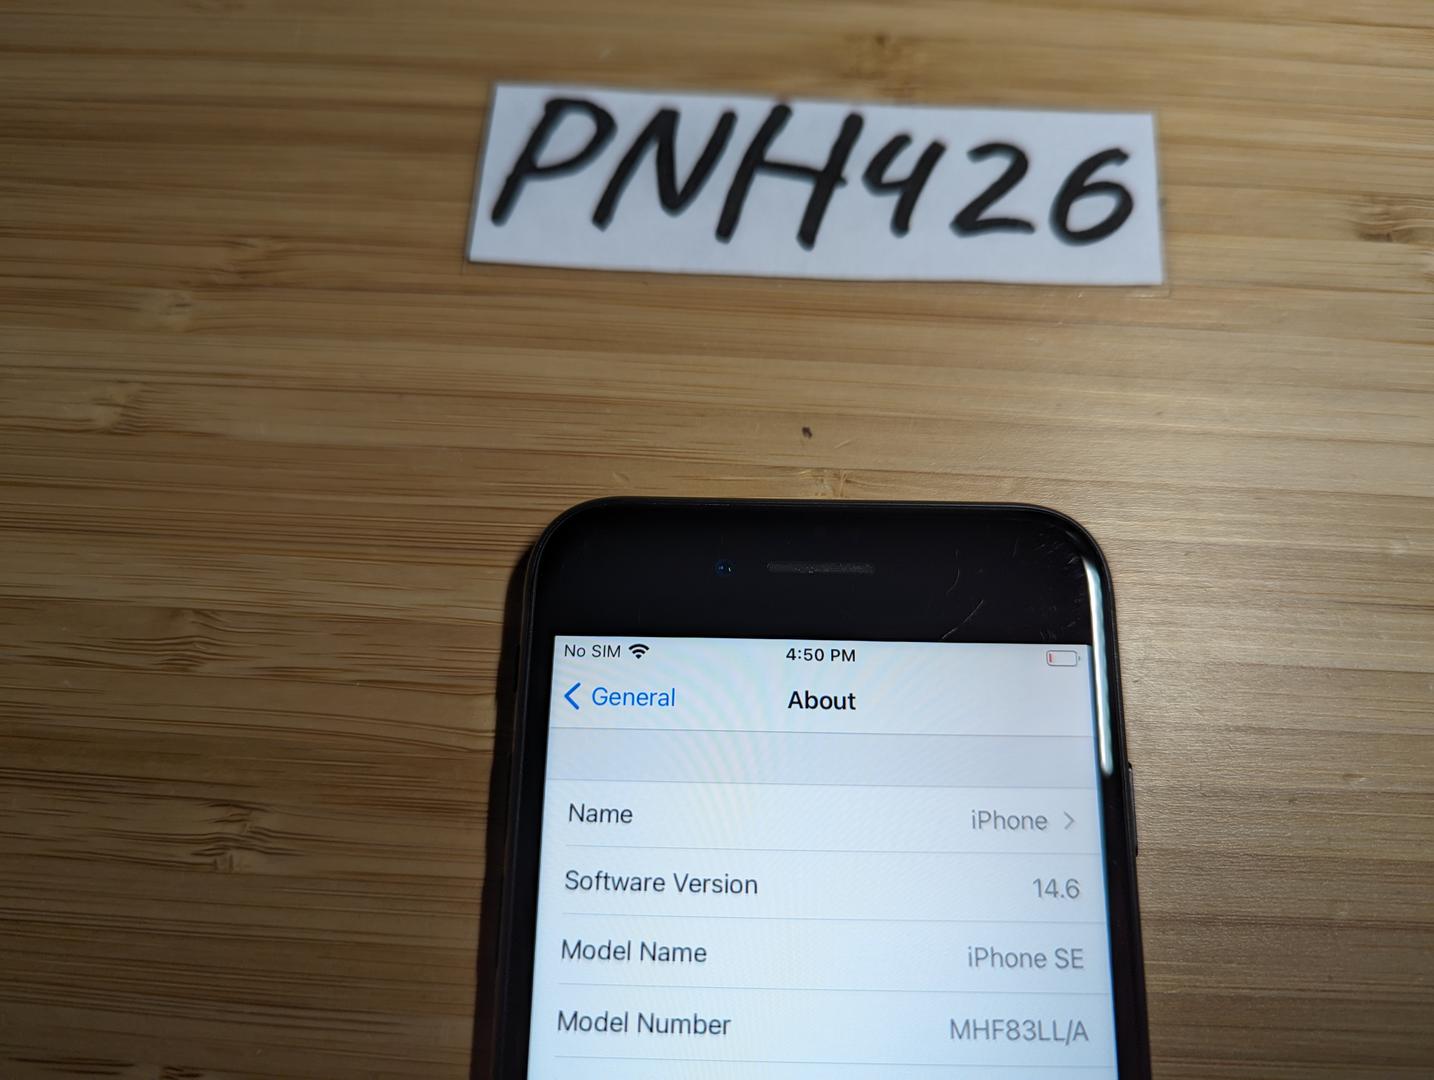 PNH426
No SIM 4:50 PM
General About
Name iPhone
Software Version 14.6
Model Name iPhone SE
Model Number MHF83LL/A